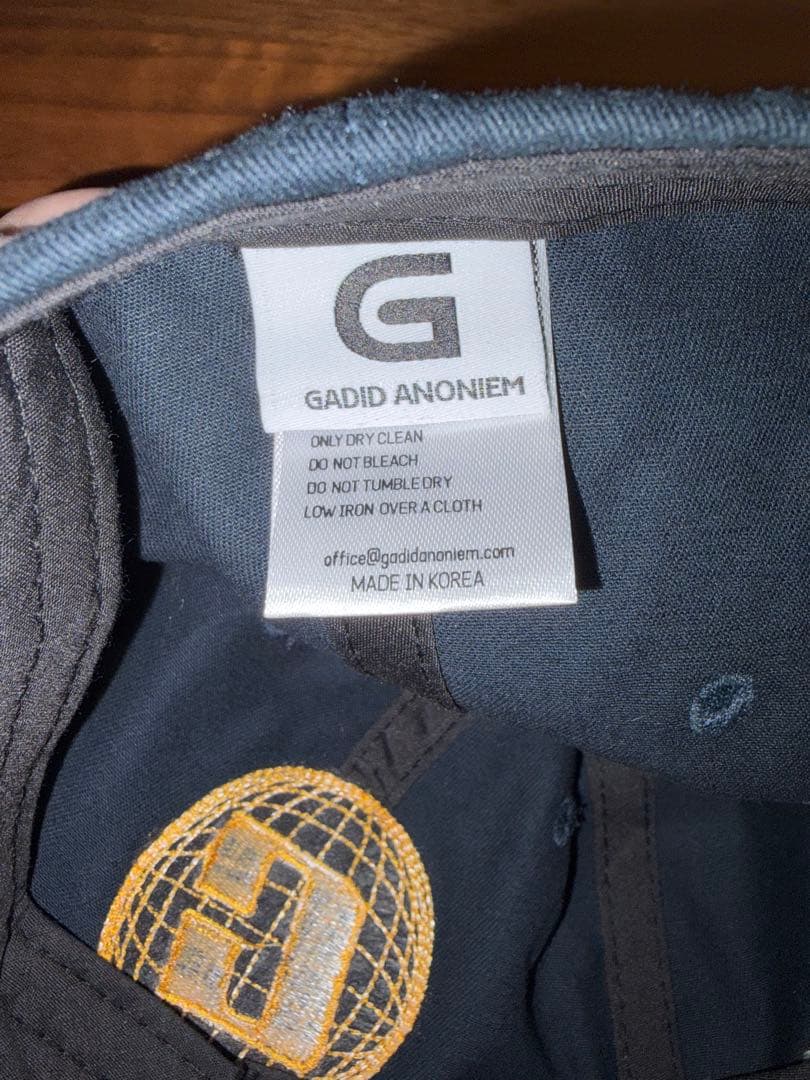 G
GADID ANONIEM
ONLY DRY CLEAN
DO NOT BLEACH
DO NOT TUMBLE DRY
LOW IRON OVER A CLOTH
office@gadidanoniem.com
MADE IN KOREA
G